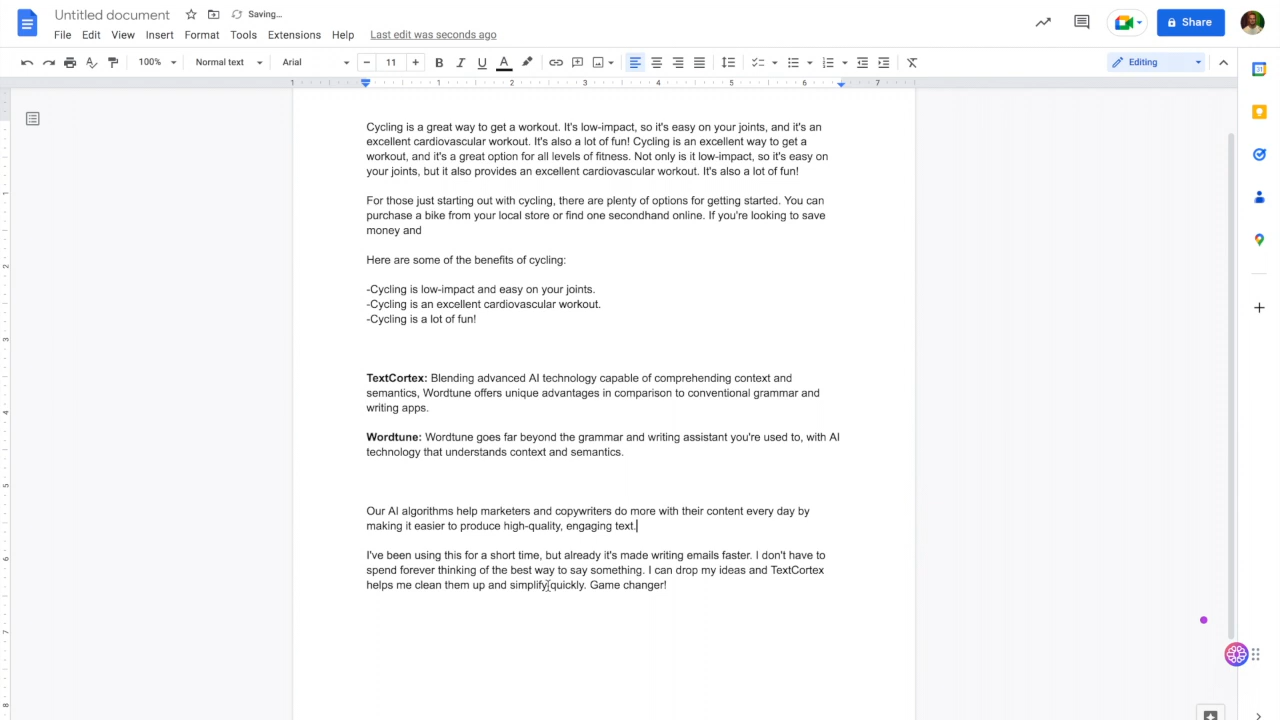 Untitled document
Saving…
File Edit View Insert Format Tools Extensions Help Last edit was seconds ago
Share
100% Normal text Arial − 11 + B I U A
Editing
1 1 2 3 4 5 6 7
Cycling is a great way to get a workout. It's low-impact, so it's easy on your joints, and it's an
excellent cardiovascular workout. It's also a lot of fun! Cycling is an excellent way to get a
workout, and it's a great option for all levels of fitness. Not only is it low-impact, so it's easy on
your joints, but it also provides an excellent cardiovascular workout. It's also a lot of fun!
For those just starting out with cycling, there are plenty of options for getting started. You can
purchase a bike from your local store or find one secondhand online. If you're looking to save
money and
Here are some of the benefits of cycling:
-Cycling is low-impact and easy on your joints.
-Cycling is an excellent cardiovascular workout.
-Cycling is a lot of fun!
TextCortex: Blending advanced AI technology capable of comprehending context and
semantics, Wordtune offers unique advantages in comparison to conventional grammar and
writing apps.
Wordtune: Wordtune goes far beyond the grammar and writing assistant you're used to, with AI
technology that understands context and semantics.
Our AI algorithms help marketers and copywriters do more with their content every day by
making it easier to produce high-quality, engaging text.
I've been using this for a short time, but already it's made writing emails faster. I don't have to
spend forever thinking of the best way to say something. I can drop my ideas and TextCortex
helps me clean them up and simplify quickly. Game changer!